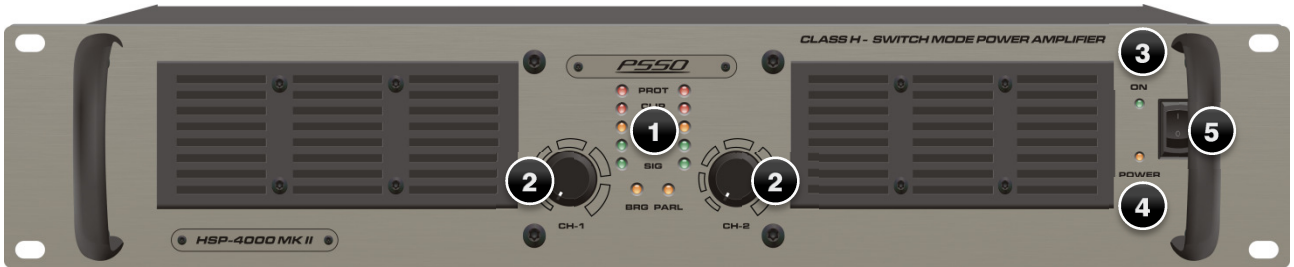 CLASS H - SWITCH MODE POWER AMPLIFIER
PSSO
3
ON
PROT
CLIP
1
5
SIG
2
2
POWER
BRG PARL
4
CH-1
CH-2
HSP-4000 MK II